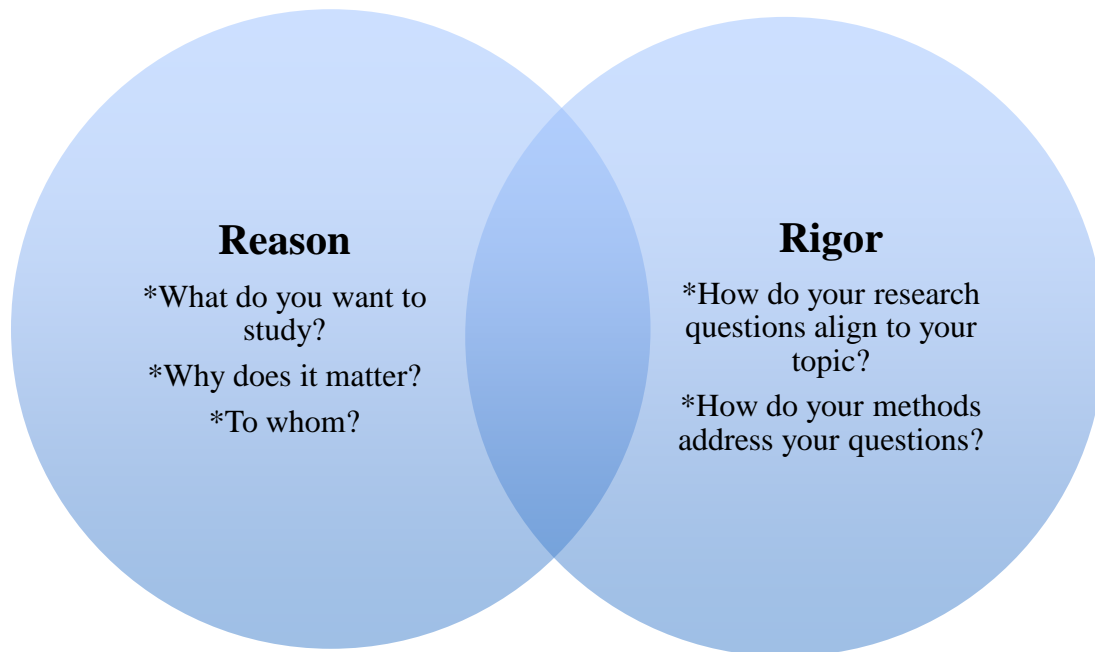 Reason
*What do you want to
study?
*Why does it matter?
*To whom?
Rigor
*How do your research
questions align to your
topic?
*How do your methods
address your questions?